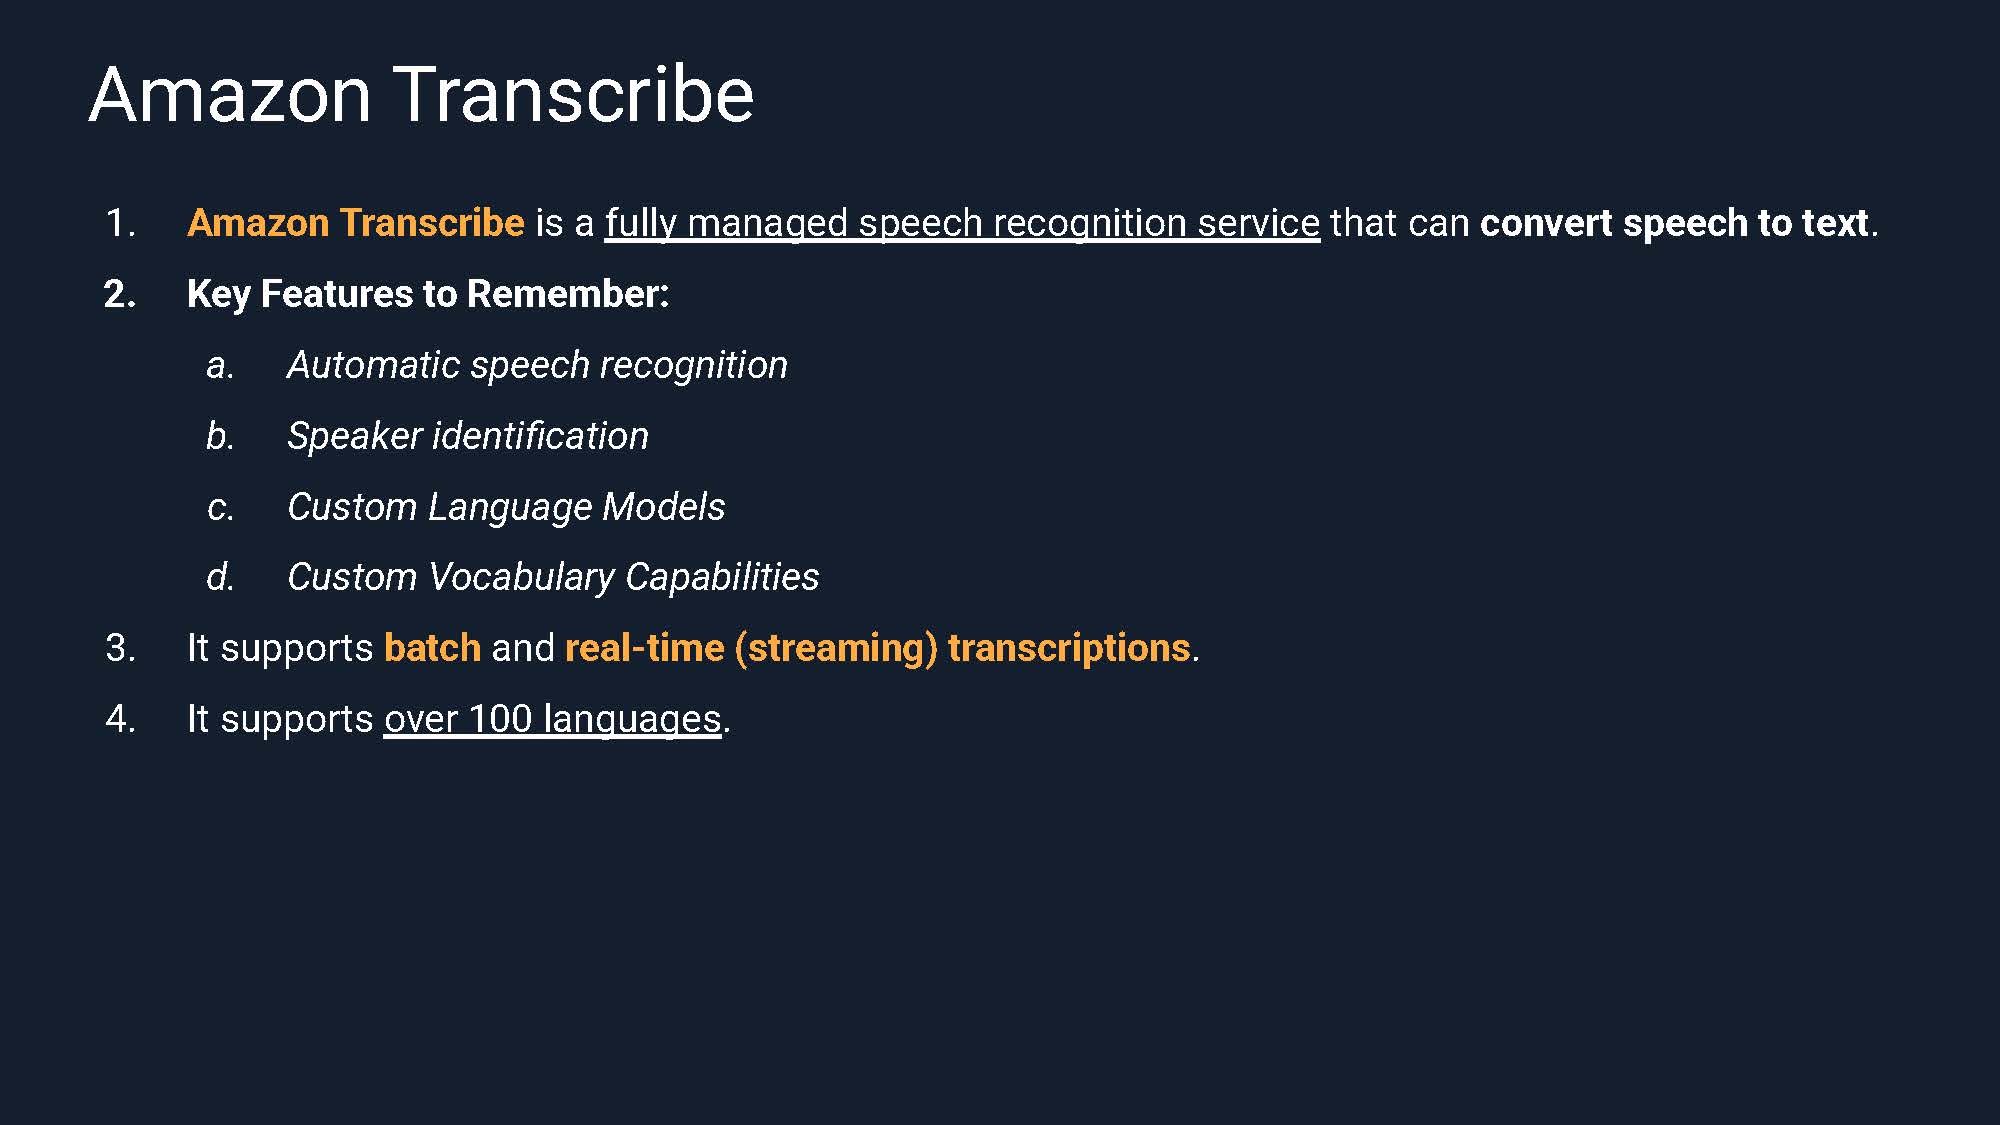 Amazon Transcribe
1. Amazon Transcribe is a fully managed speech recognition service that can convert speech to text.
2. Key Features to Remember:
a. Automatic speech recognition
b. Speaker identification
c. Custom Language Models
d. Custom Vocabulary Capabilities
3. It supports batch and real-time (streaming) transcriptions.
4. It supports over 100 languages.